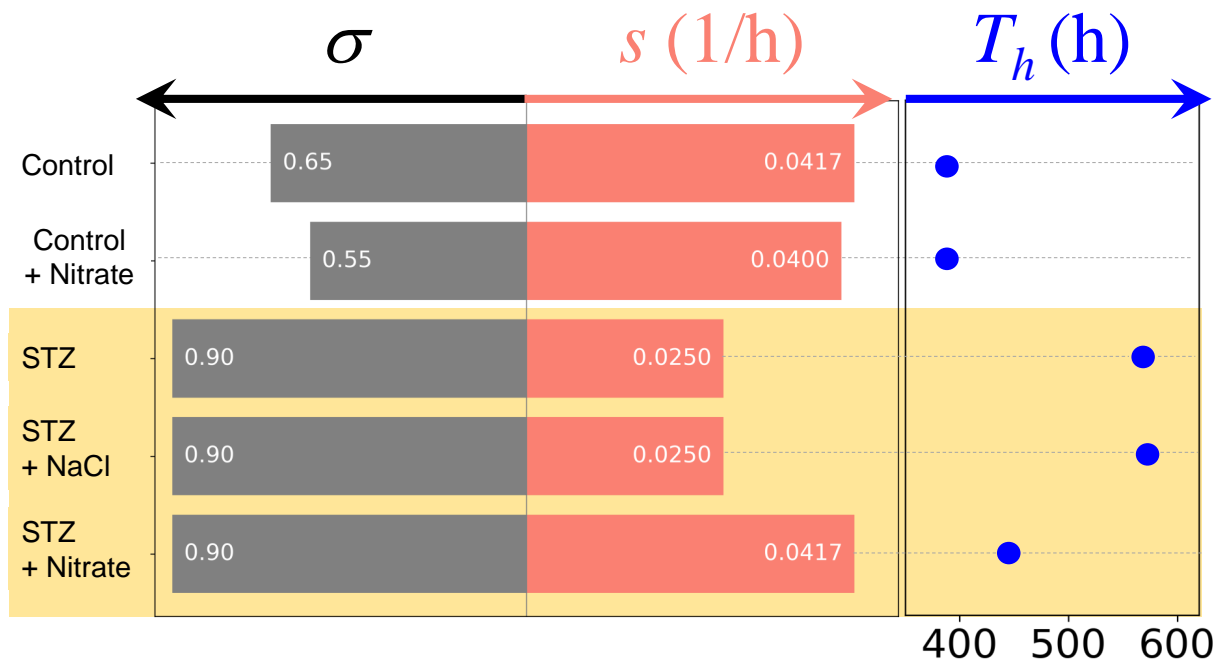 σ s (1/h) T_h (h)
Control 0.65 0.0417
Control
+ Nitrate 0.55 0.0400
STZ 0.90 0.0250
STZ
+ NaCl 0.90 0.0250
STZ
+ Nitrate 0.90 0.0417
400 500 600